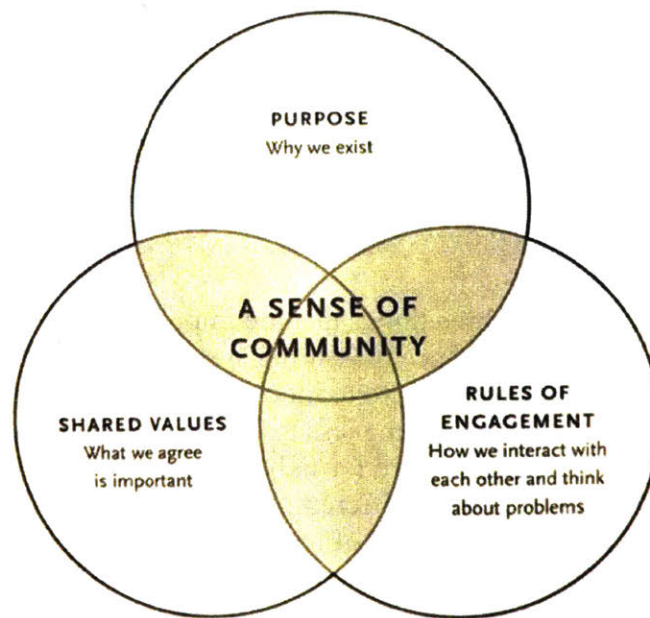 PURPOSE
Why we exist
A SENSE OF
COMMUNITY
SHARED VALUES
What we agree
is important
RULES OF
ENGAGEMENT
How we interact with
each other and think
about problems